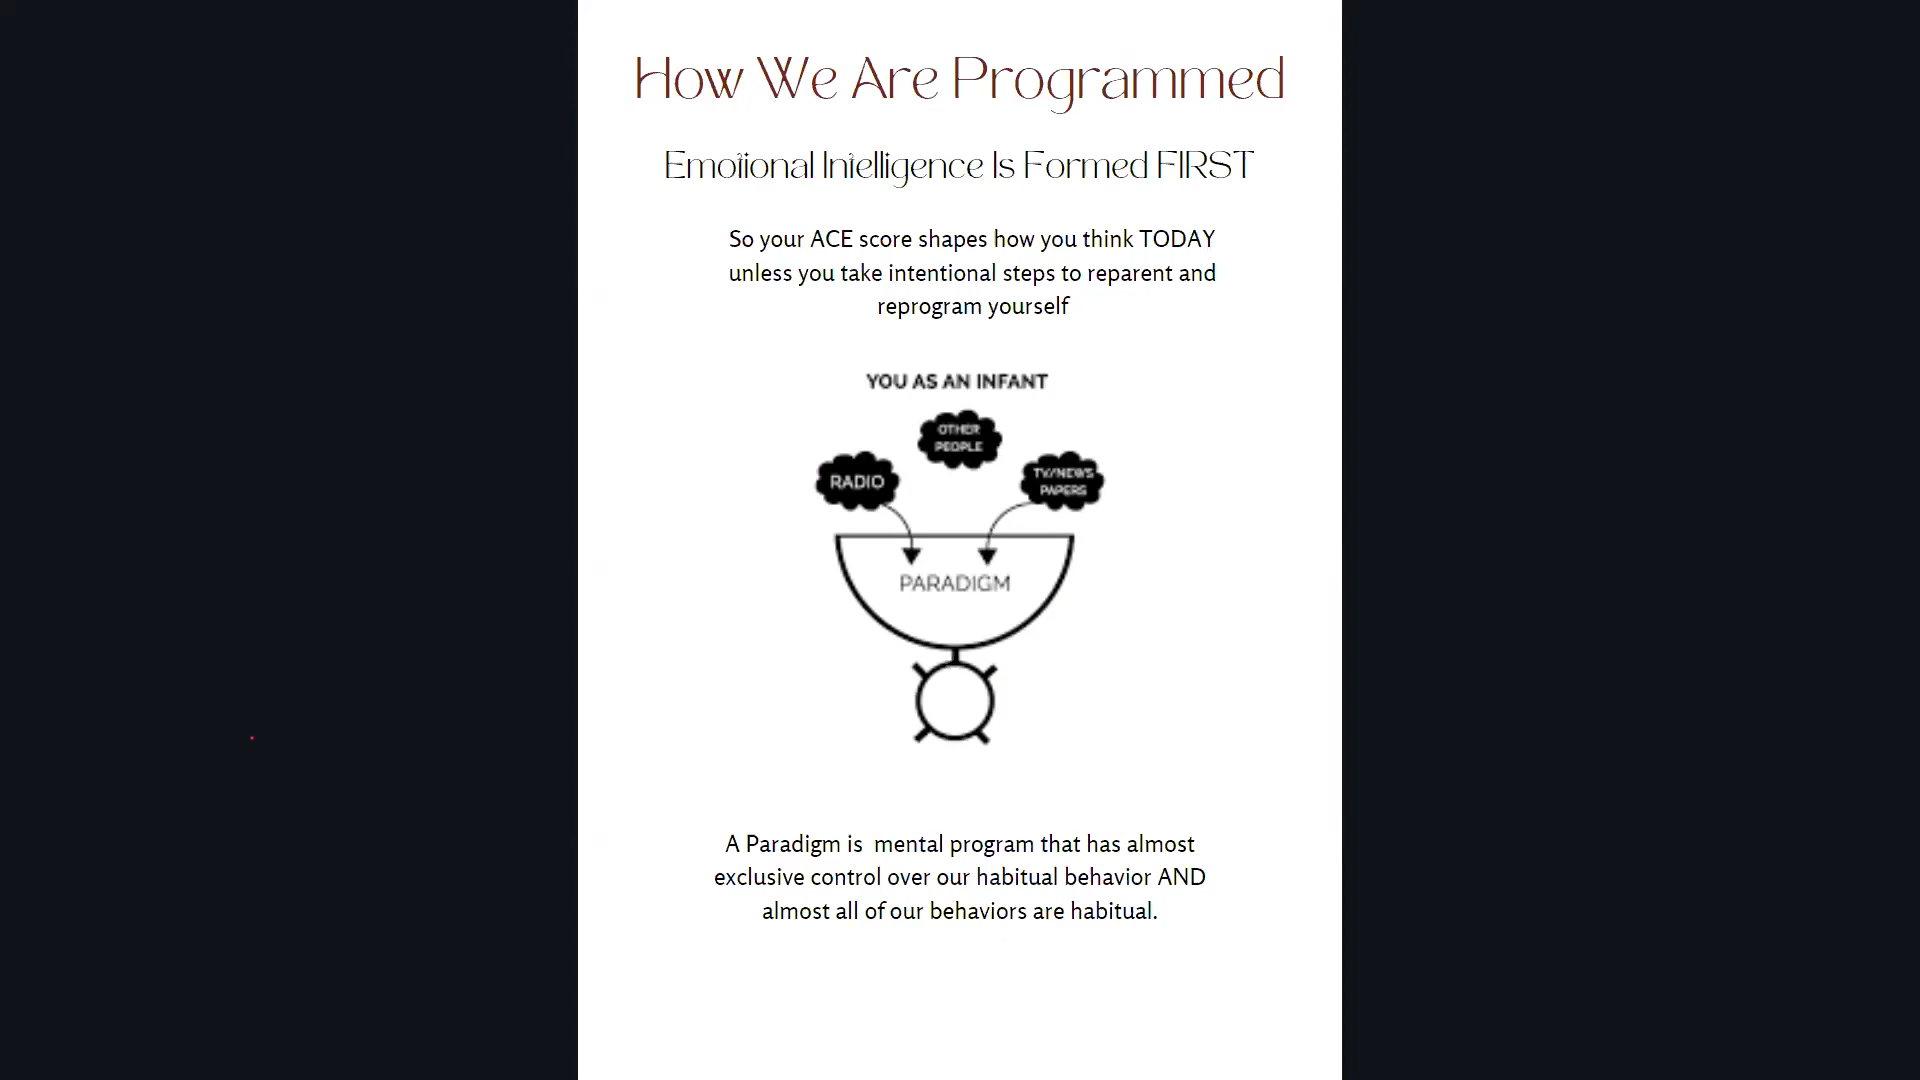 How We Are Programmed
Emotional Intelligence Is Formed FIRST
So your ACE score shapes how you think TODAY
unless you take intentional steps to reparent and
reprogram yourself
YOU AS AN INFANT
OTHER
PEOPLE
RADIO
TV/NEWS
PAPERS
PARADIGM
A Paradigm is  mental program that has almost
exclusive control over our habitual behavior AND
almost all of our behaviors are habitual.